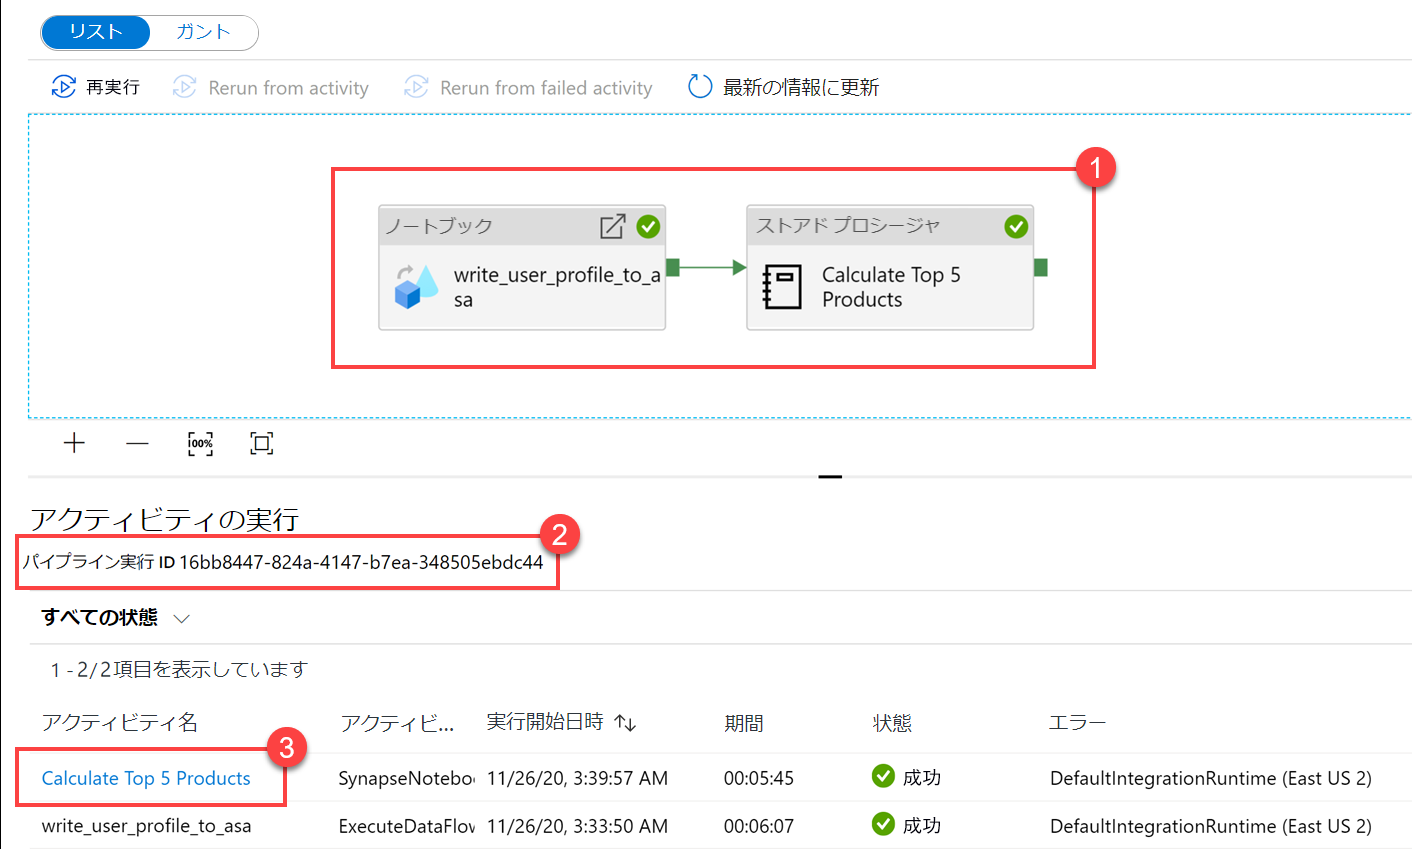 リスト ガント
再実行 Rerun from activity Rerun from failed activity 最新の情報に更新
1
ノートブック
write_user_profile_to_a
sa
ストアド プロシージャ
Calculate Top 5
Products
100%
アクティビティの実行
2
パイプライン実行 ID 16bb8447-824a-4147-b7ea-348505ebdc44
すべての状態
1 - 2/2項目を表示しています
アクティビティ名 アクティビ... 実行開始日時 期間 状態 エラー
3
Calculate Top 5 Products SynapseNoteboo 11/26/20, 3:39:57 AM 00:05:45 成功 DefaultIntegrationRuntime (East US 2)
write_user_profile_to_asa ExecuteDataFlow 11/26/20, 3:33:50 AM 00:06:07 成功 DefaultIntegrationRuntime (East US 2)